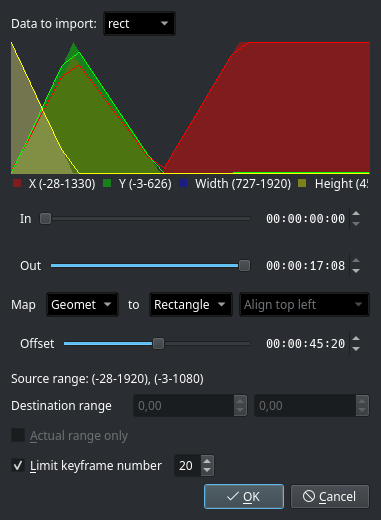 Data to import: rect
X (-28-1330) Y (-3-626) Width (727-1920) Height (45
In 00:00:00:00
Out 00:00:17:08
Map Geomet to Rectangle Align top left
Offset 00:00:45:20
Source range: (-28-1920), (-3-1080)
Destination range 0,00 0,00
Actual range only
Limit keyframe number 20
OK Cancel